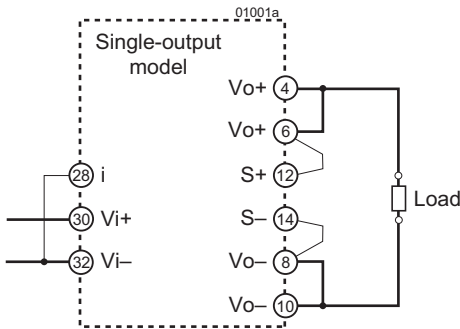 01001a
Single-output
model
Vo+ 4
Vo+ 6
28 i
S+ 12
Load
30 Vi+
S– 14
32 Vi–
Vo– 8
Vo– 10